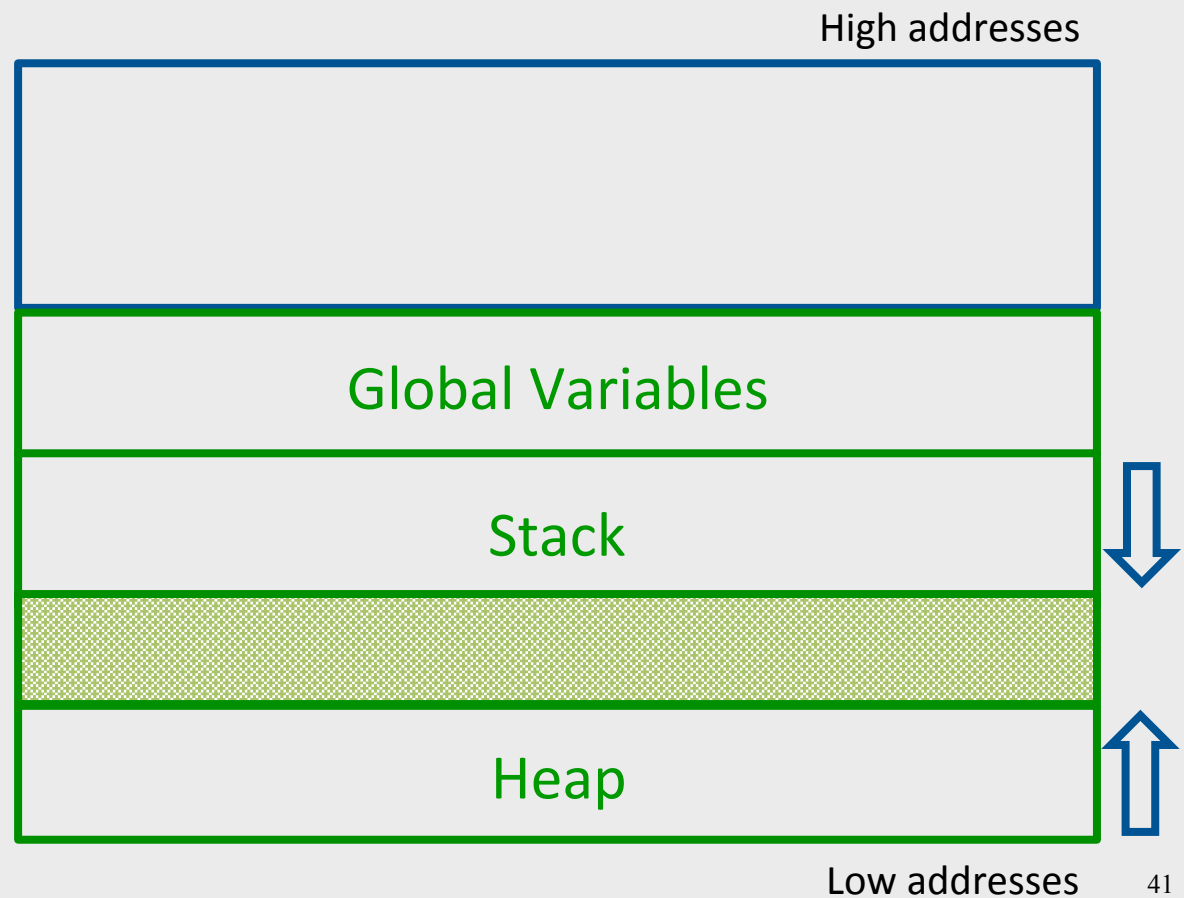 High addresses
Global Variables
Stack
Heap
Low addresses
41